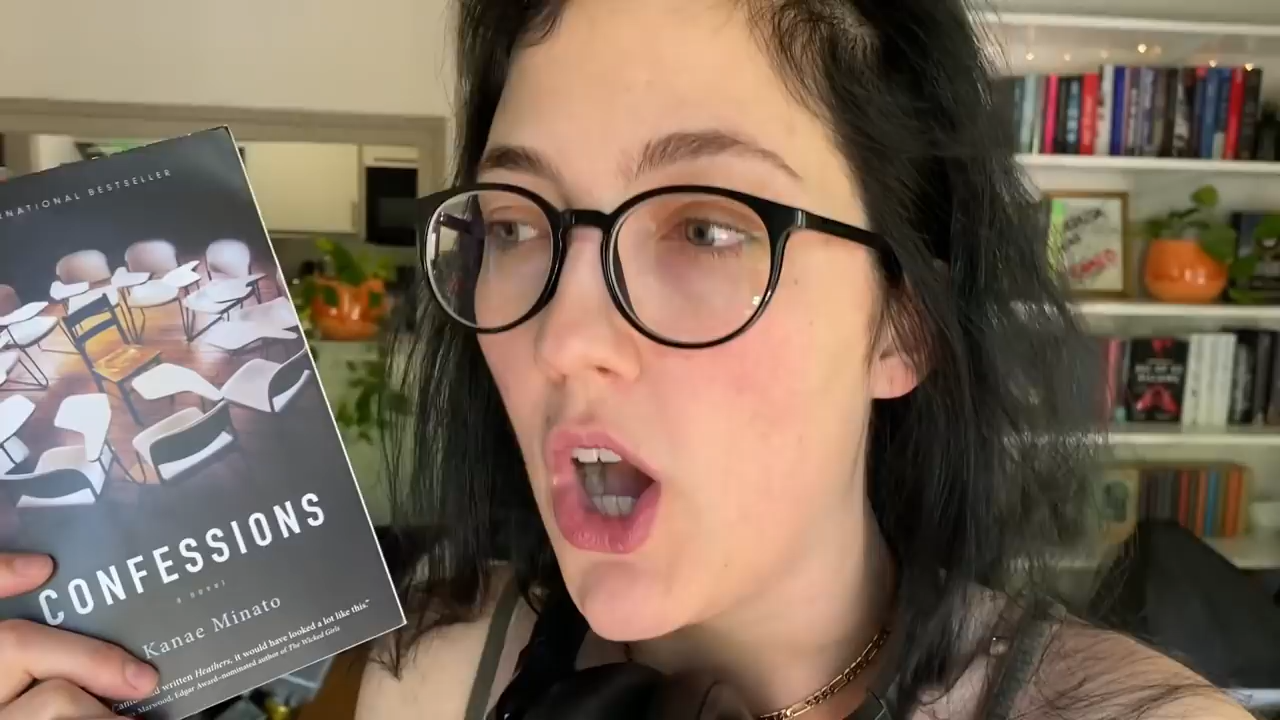 NATIONAL BESTSELLER
CONFESSIONS
a novel
Kanae Minato
written Heathers, it would have looked a lot like this."
Marwood, Edgar Award–nominated author of The Wicked Girls